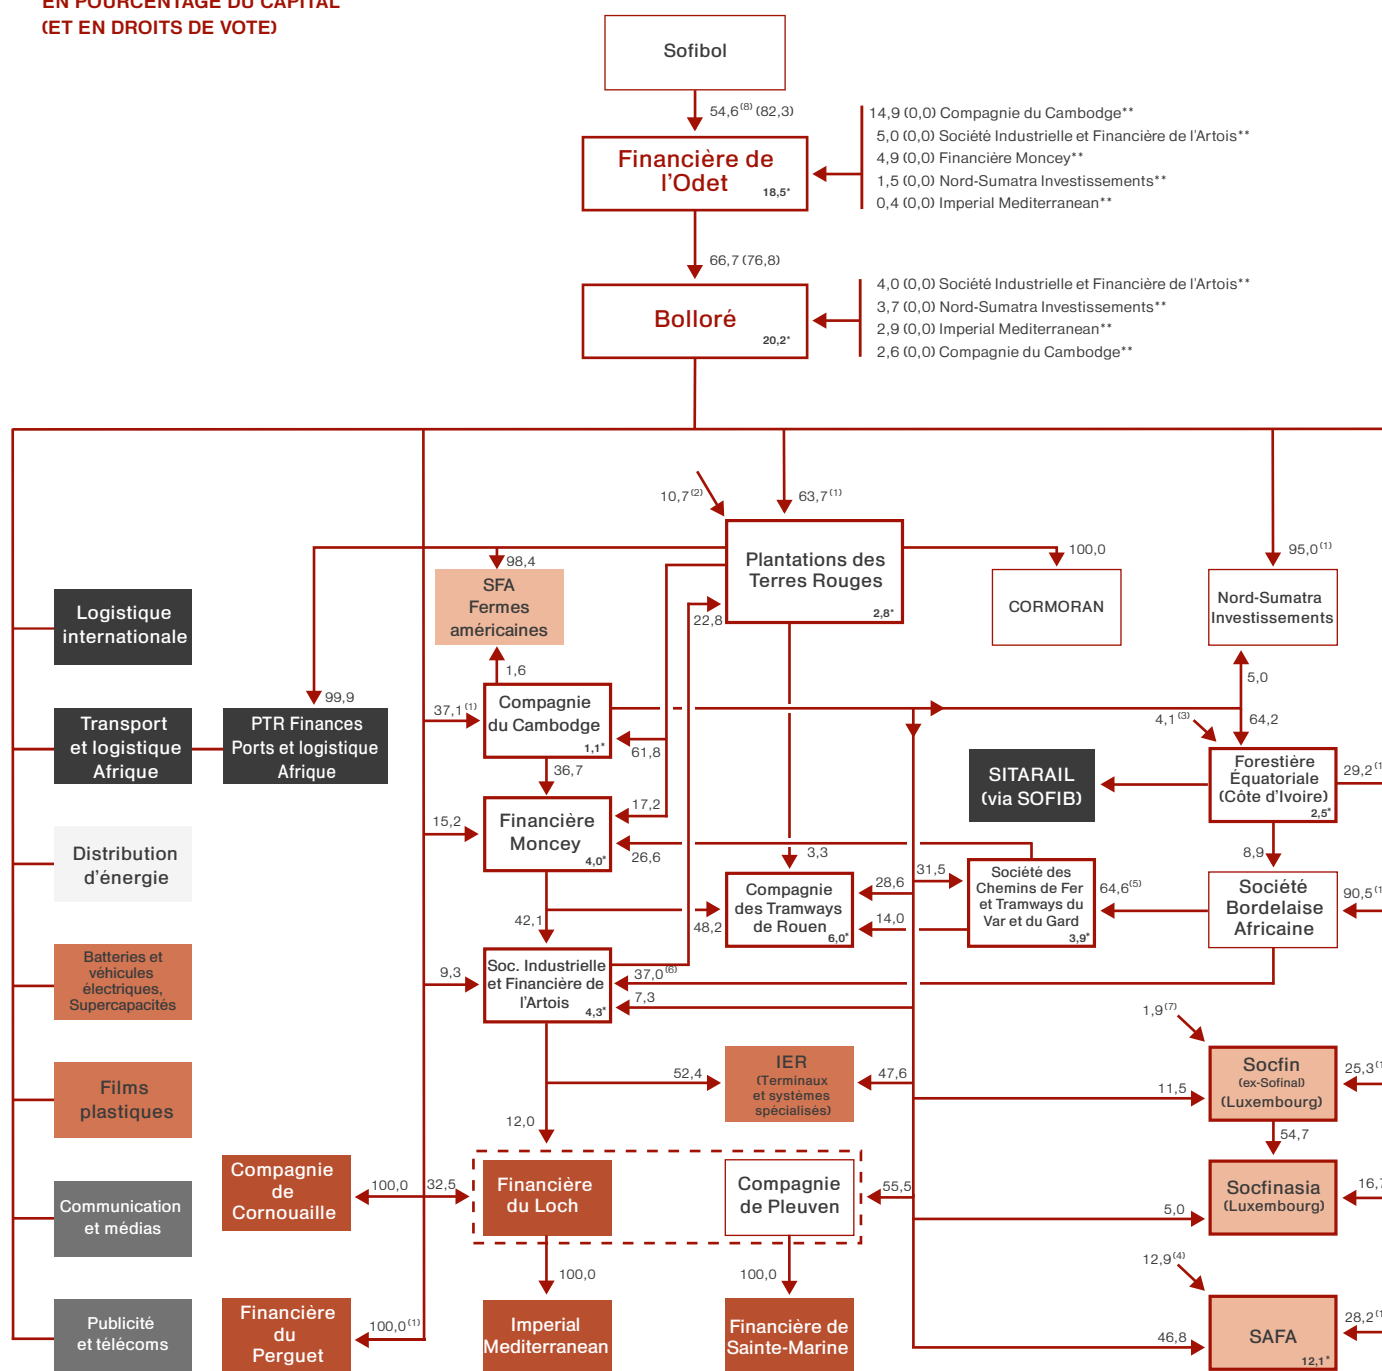 EN POURCENTAGE DU CAPITAL
(ET EN DROITS DE VOTE)
Sofibol
54,6(8) (82,3)
Financière de
l'Odet
18,5*
14,9 (0,0) Compagnie du Cambodge**
5,0 (0,0) Société Industrielle et Financière de l'Artois**
4,9 (0,0) Financière Moncey**
1,5 (0,0) Nord-Sumatra Investissements**
0,4 (0,0) Imperial Mediterranean**
66,7 (76,8)
Bolloré
20,2*
4,0 (0,0) Société Industrielle et Financière de l'Artois**
3,7 (0,0) Nord-Sumatra Investissements**
2,9 (0,0) Imperial Mediterranean**
2,6 (0,0) Compagnie du Cambodge**
10,7(2)
63,7(1)
Plantations des
Terres Rouges
2,8*
98,4
SFA
Fermes
américaines
22,8
100,0
CORMORAN
95,0(1)
Nord-Sumatra
Investissements
Logistique
internationale
1,6
5,0
99,9
37,1(1)
Compagnie
du Cambodge
1,1*
61,8
64,2
4,1(3)
Transport
et logistique
Afrique
PTR Finances
Ports et logistique
Afrique
SITARAIL
(via SOFIB)
Forestière
Équatoriale
(Côte d'Ivoire)
2,5*
29,2(1
36,7
17,2
15,2
Financière
Moncey
4,0*
26,6
3,3
8,9
Distribution
d'énergie
Compagnie
des Tramways
de Rouen
6,0*
28,6
14,0
31,5
Société des
Chemins de Fer
et Tramways du
Var et du Gard
3,9*
64,6(5)
Société
Bordelaise
Africaine
90,5(1
42,1
48,2
Batteries et
véhicules
électriques,
Supercapacités
9,3
Soc. Industrielle
et Financière de
l'Artois
4,3*
37,0(6)
7,3
1,9(7)
Films
plastiques
52,4
IER
(Terminaux
et systèmes
spécialisés)
47,6
11,5
Socfin
(ex-Sofinal)
(Luxembourg)
25,3(1
12,0
54,7
Communication
et médias
Compagnie
de
Cornouaille
100,0
32,5
Financière
du Loch
Compagnie
de Pleuven
55,5
5,0
Socfinasia
(Luxembourg)
16,7
100,0
100,0
12,9(4)
Publicité
et télécoms
Financière
du
Perguet
100,0(1)
Imperial
Mediterranean
Financière de
Sainte-Marine
46,8
SAFA
12,1*
28,2(1